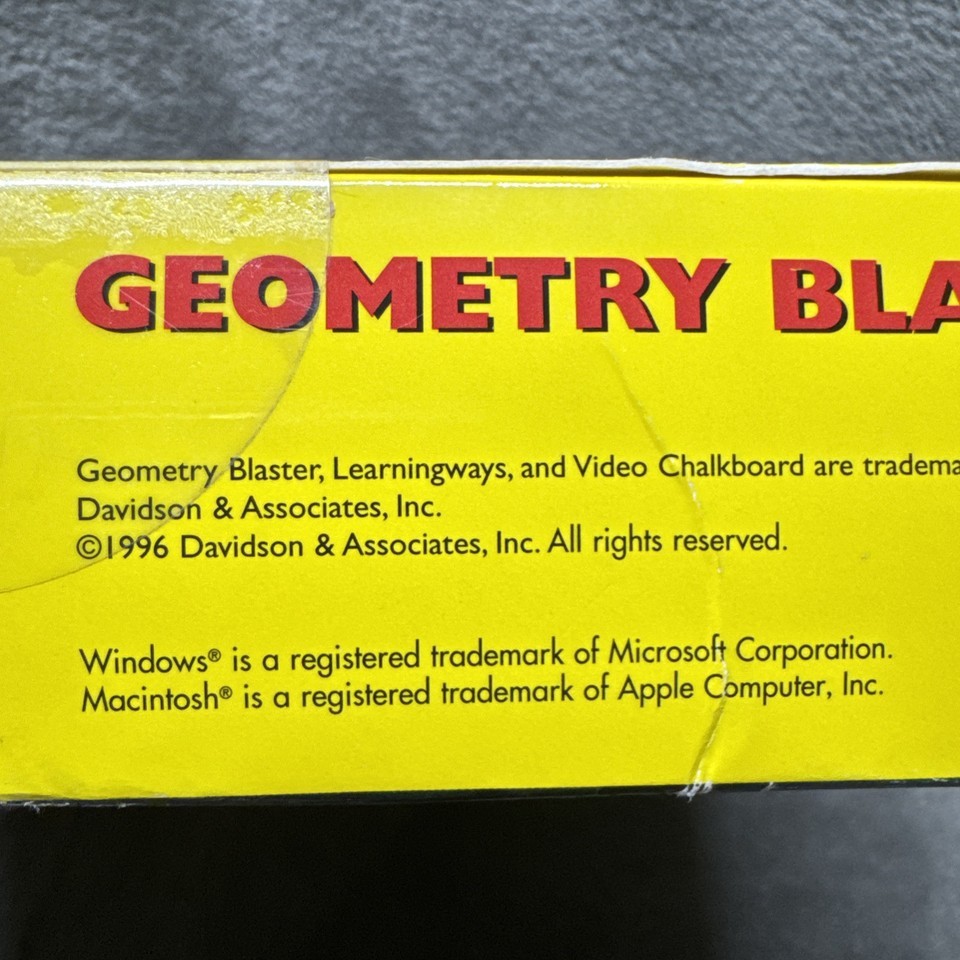 GEOMETRY BLA
Geometry Blaster, Learningways, and Video Chalkboard are tradema
Davidson & Associates, Inc.
©1996 Davidson & Associates, Inc. All rights reserved.
Windows® is a registered trademark of Microsoft Corporation.
Macintosh® is a registered trademark of Apple Computer, Inc.